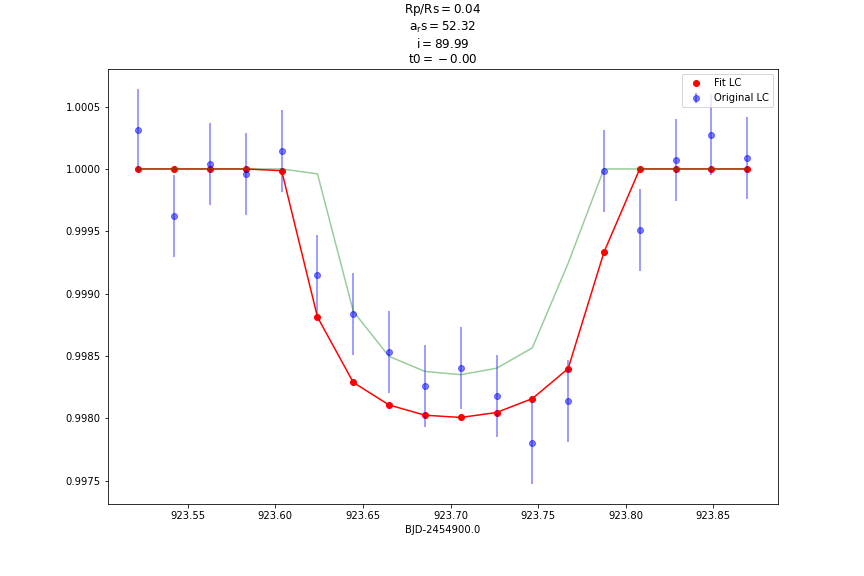 Rp/Rs = 0.04
aᵣs = 52.32
i = 89.99
t0 = −0.00
Fit LC
Original LC
1.0005
1.0000
0.9995
0.9990
0.9985
0.9980
0.9975
923.55 923.60 923.65 923.70 923.75 923.80 923.85
BJD-2454900.0